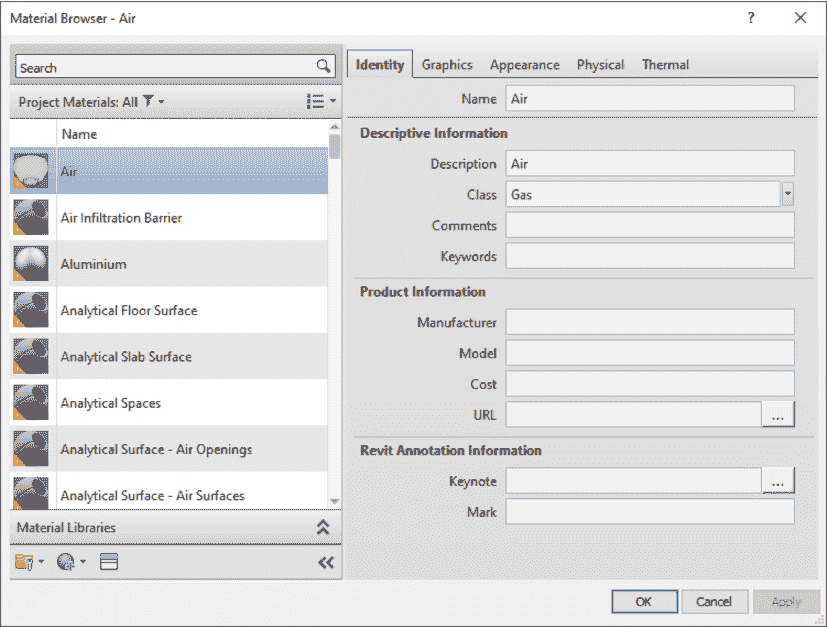 Material Browser - Air
?
Search
Project Materials: All
Name
Air
Air Infiltration Barrier
Aluminium
Analytical Floor Surface
Analytical Slab Surface
Analytical Spaces
Analytical Surface - Air Openings
Analytical Surface - Air Surfaces
Material Libraries
Identity Graphics Appearance Physical Thermal
Name Air
Descriptive Information
Description Air
Class Gas
Comments
Keywords
Product Information
Manufacturer
Model
Cost
URL ...
Revit Annotation Information
Keynote ...
Mark
OK Cancel Apply